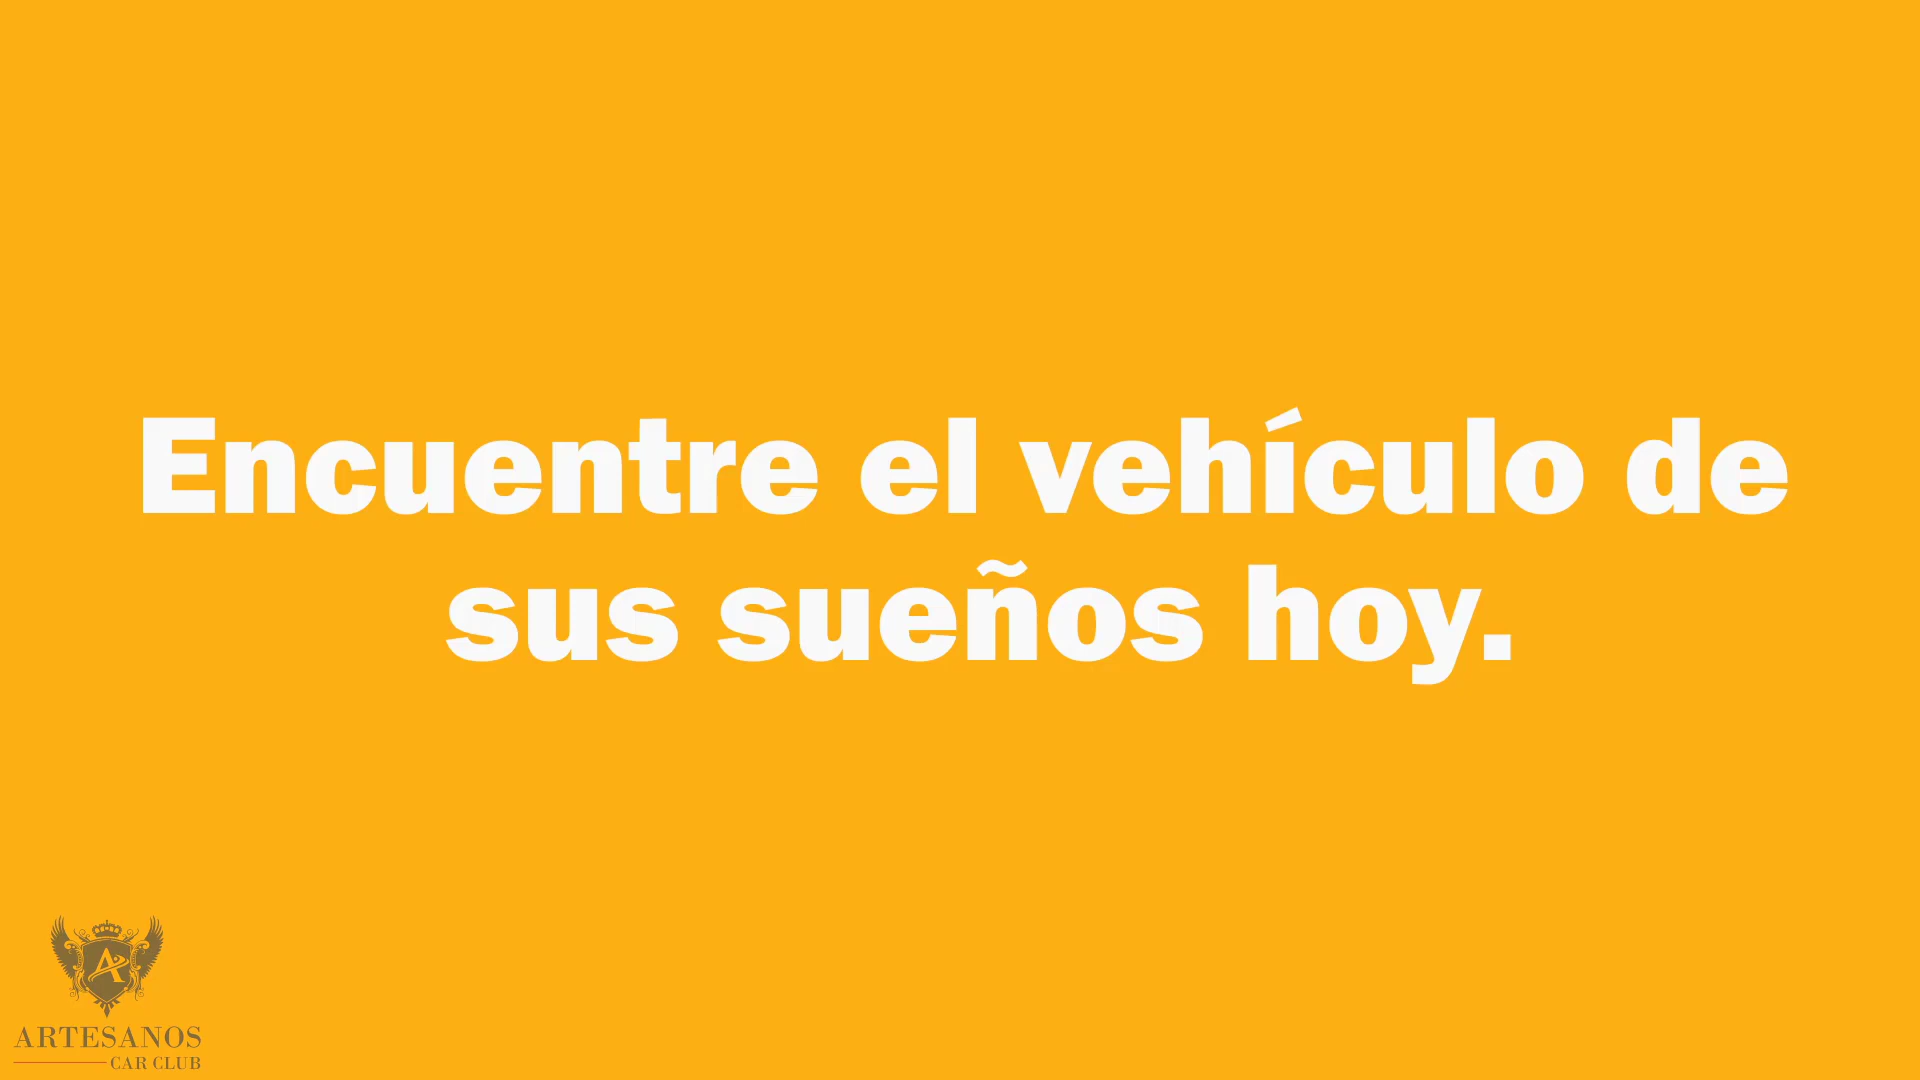 Encuentre el vehículo de
sus sueños hoy.
A
ARTESANOS
CAR CLUB